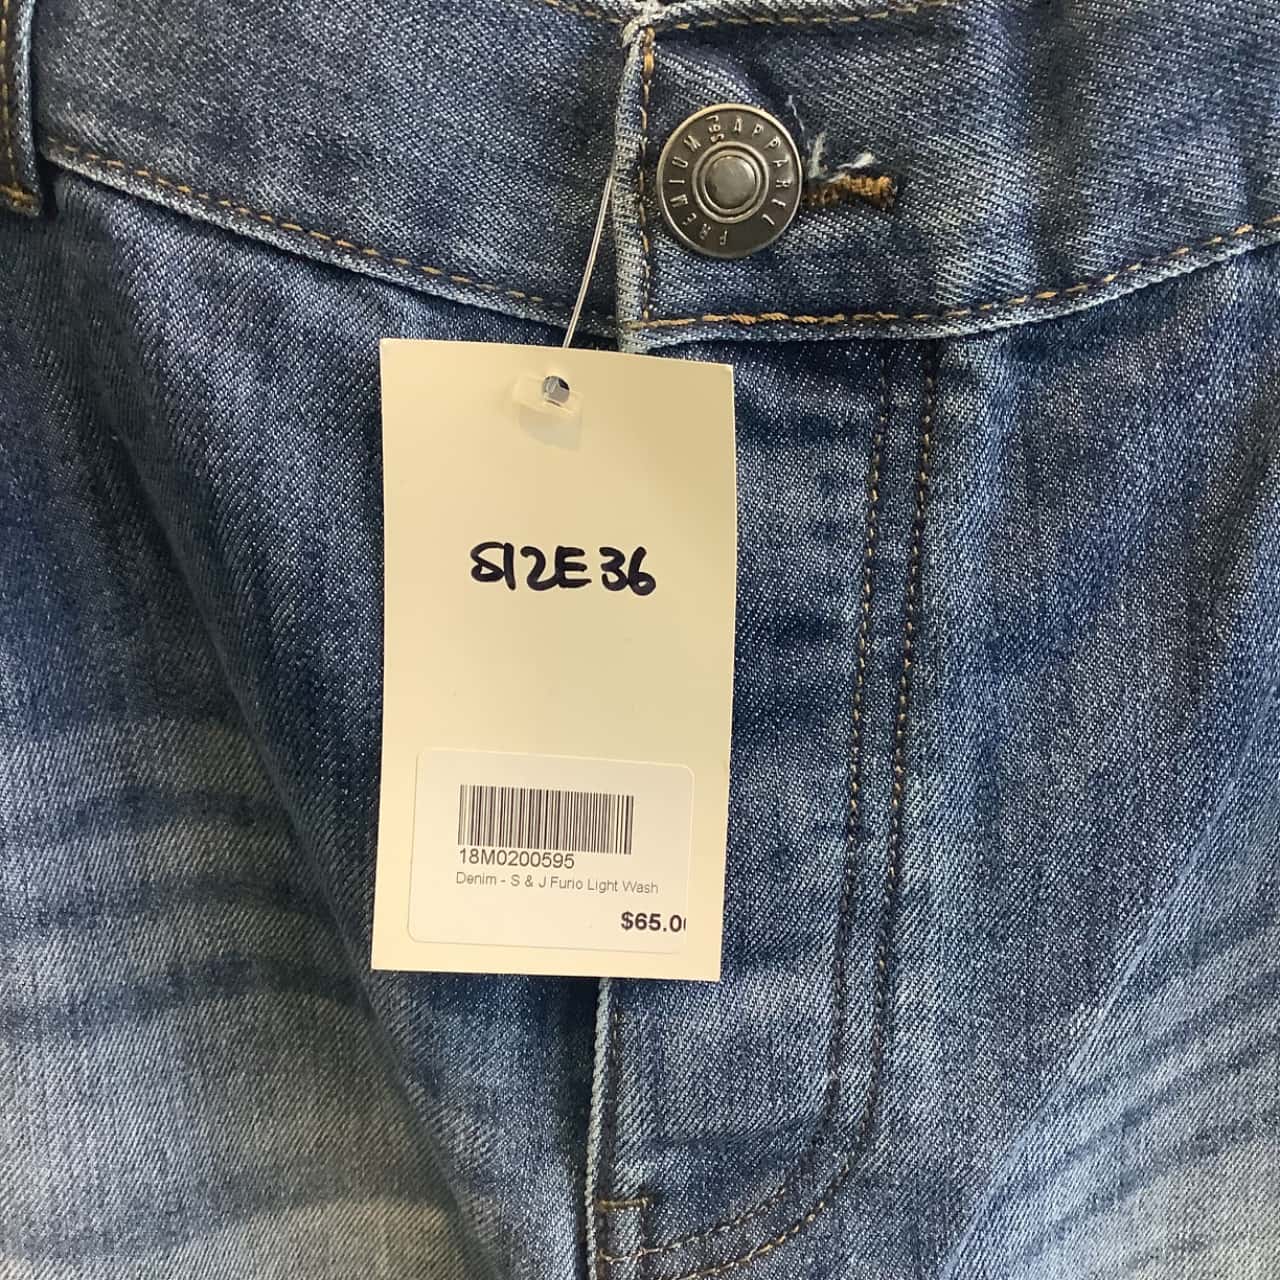 S&J PREMIUM APPAREL
SIZE 36
18M0200595
Denim - S & J Furio Light Wash
$65.0